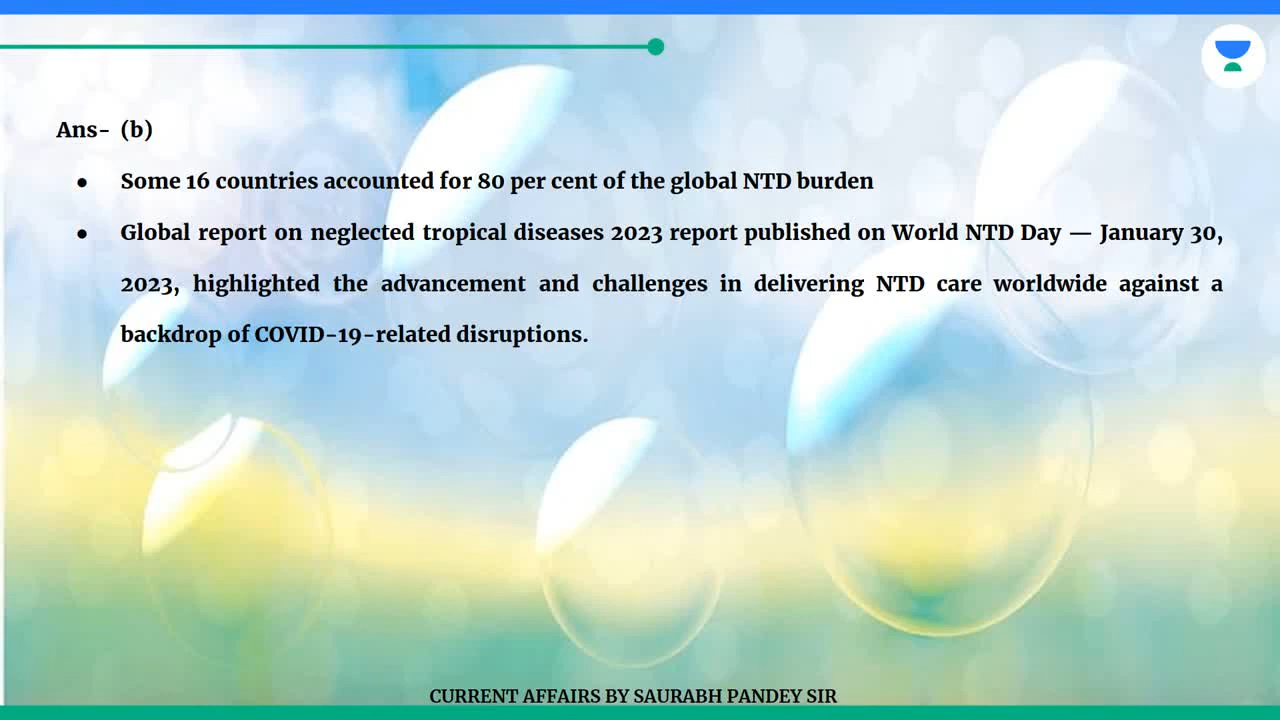 Ans- (b)
● Some 16 countries accounted for 80 per cent of the global NTD burden
● Global report on neglected tropical diseases 2023 report published on World NTD Day — January 30,
2023, highlighted the advancement and challenges in delivering NTD care worldwide against a
backdrop of COVID-19-related disruptions.
CURRENT AFFAIRS BY SAURABH PANDEY SIR